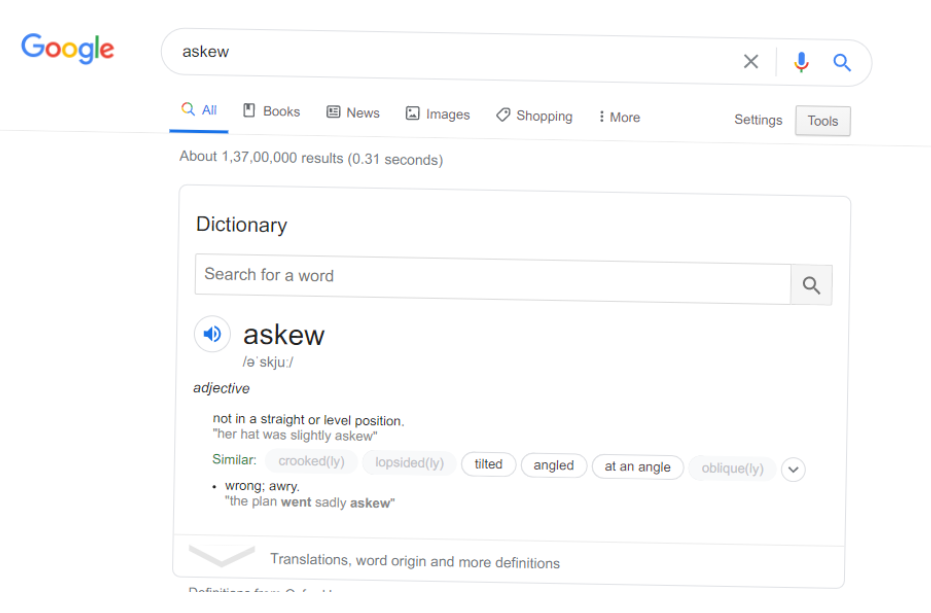 Google
askew
All Books News Images Shopping More Settings Tools
About 1,37,00,000 results (0.31 seconds)
Dictionary
Search for a word
askew
/əˈskjuː/
adjective
not in a straight or level position.
"her hat was slightly askew"
Similar: crooked(ly) lopsided(ly) tilted angled at an angle oblique(ly)
• wrong; awry.
"the plan went sadly askew"
Translations, word origin and more definitions
Definitions from